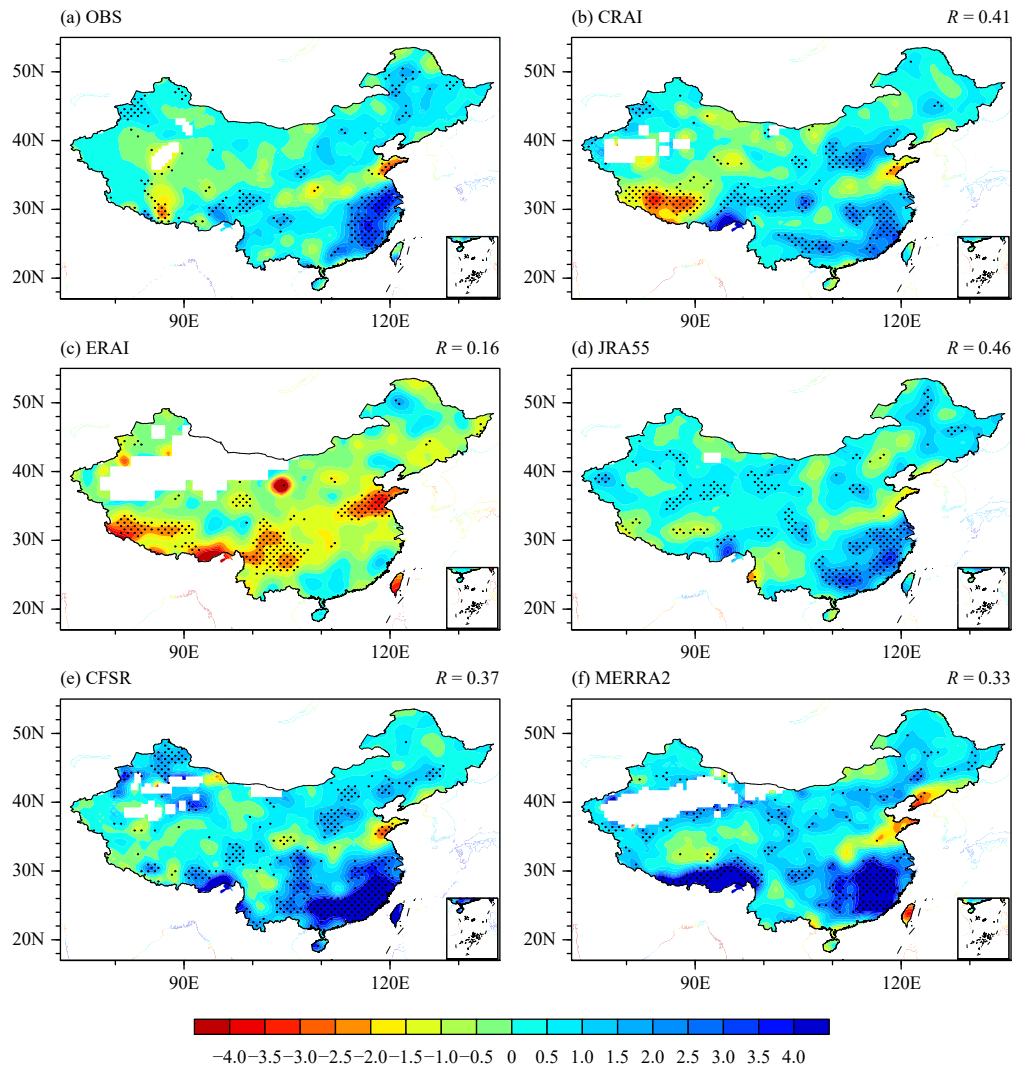 (a) OBS
50N
40N
30N
20N
90E 120E
(b) CRAI R = 0.41
50N
40N
30N
20N
90E 120E
(c) ERAI R = 0.16
50N
40N
30N
20N
90E 120E
(d) JRA55 R = 0.46
50N
40N
30N
20N
90E 120E
(e) CFSR R = 0.37
50N
40N
30N
20N
90E 120E
(f) MERRA2 R = 0.33
50N
40N
30N
20N
90E 120E
−4.0−3.5−3.0−2.5−2.0−1.5−1.0−0.5 0 0.5 1.0 1.5 2.0 2.5 3.0 3.5 4.0